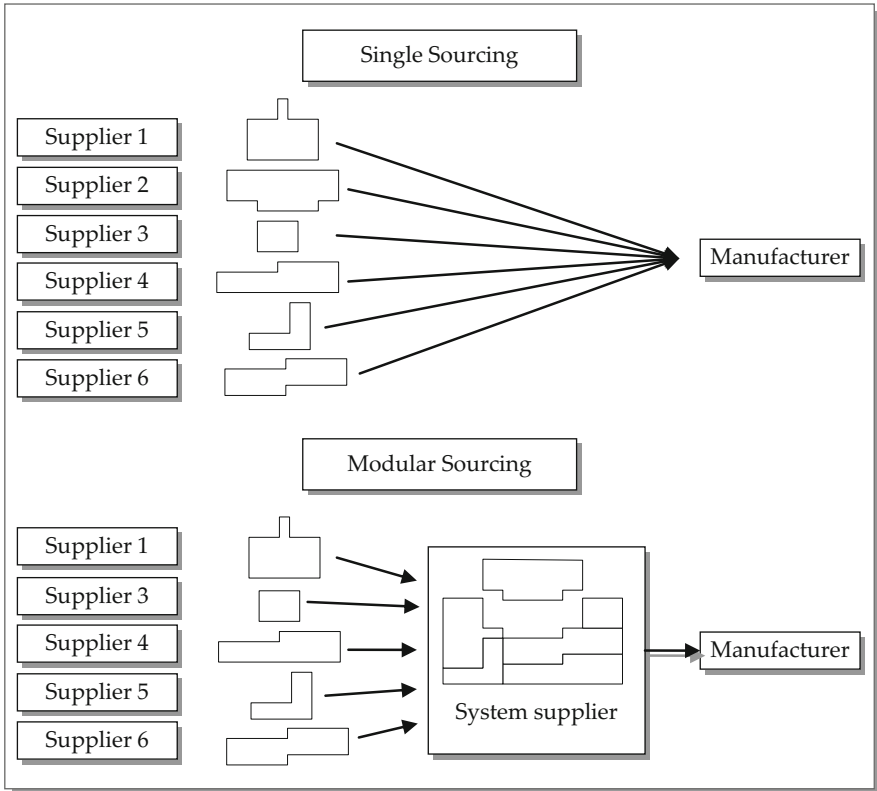 Single Sourcing
Supplier 1
Supplier 2
Supplier 3
Supplier 4
Supplier 5
Supplier 6
Manufacturer
Modular Sourcing
Supplier 1
Supplier 3
Supplier 4
Supplier 5
Supplier 6
System supplier
Manufacturer